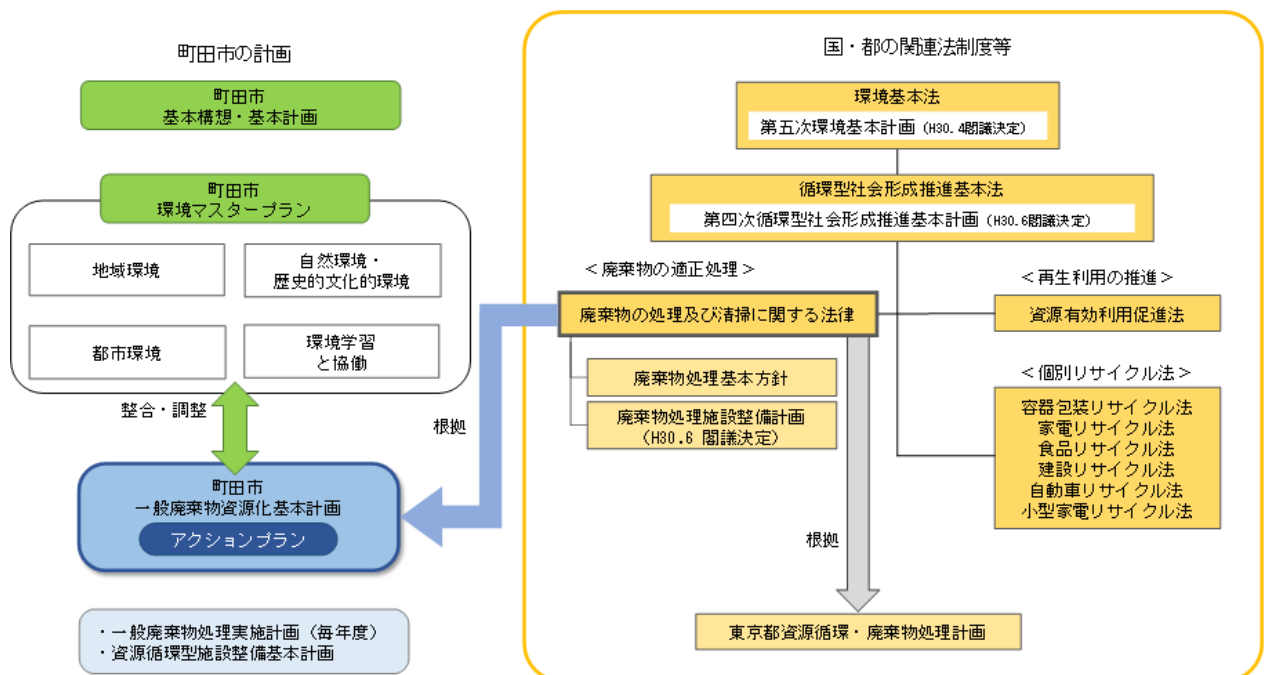 町田市の計画
町田市
基本構想・基本計画
町田市
環境マスタープラン
地域環境
自然環境・
歴史的文化的環境
都市環境
環境学習
と協働
整合・調整
根拠
町田市
一般廃棄物資源化基本計画
アクションプラン
・一般廃棄物処理実施計画（毎年度）
・資源循環型施設整備基本計画
国・都の関連法制度等
環境基本法
第五次環境基本計画（H30.4閣議決定）
循環型社会形成推進基本法
第四次循環型社会形成推進基本計画（H30.6閣議決定）
＜廃棄物の適正処理＞
廃棄物の処理及び清掃に関する法律
廃棄物処理基本方針
廃棄物処理施設整備計画
（H30.6 閣議決定）
＜再生利用の推進＞
資源有効利用促進法
＜個別リサイクル法＞
容器包装リサイクル法
家電リサイクル法
食品リサイクル法
建設リサイクル法
自動車リサイクル法
小型家電リサイクル法
根拠
東京都資源循環・廃棄物処理計画